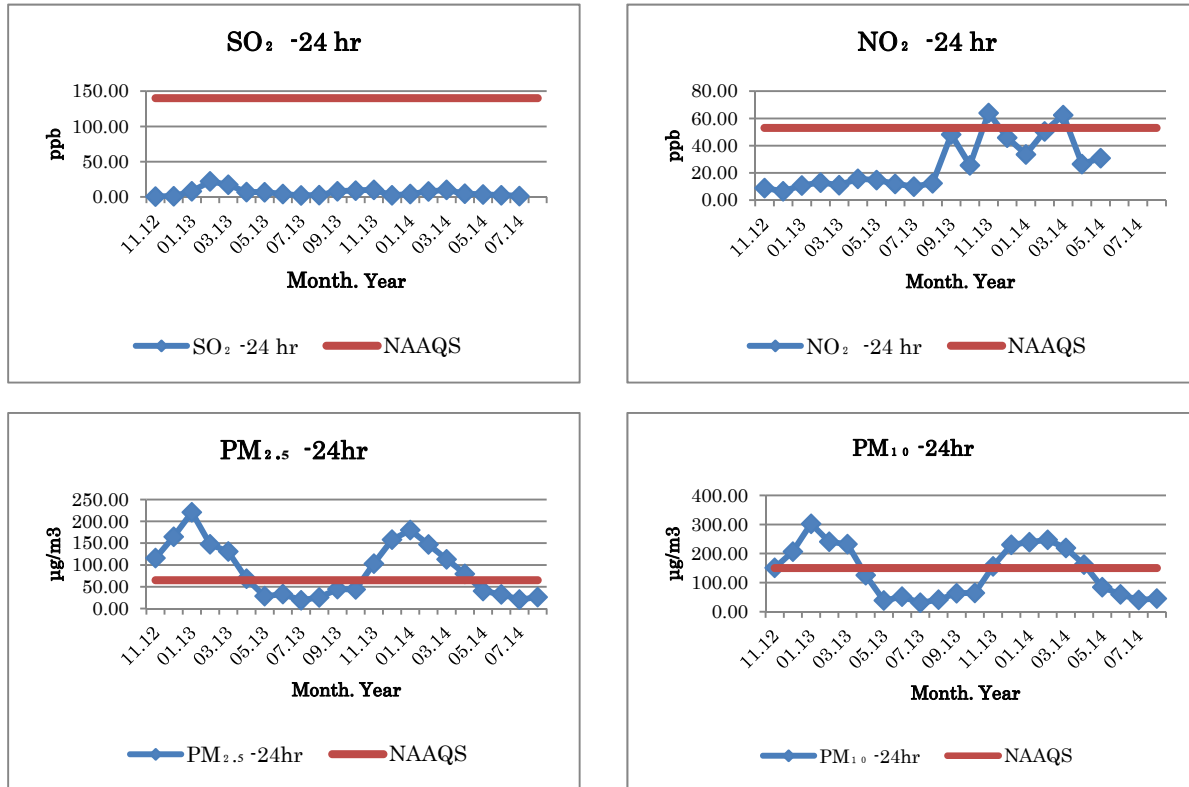 SO₂ -24 hr
150.00
100.00
50.00
0.00
ppb
11.12 01.13 03.13 05.13 07.13 09.13 11.13 01.14 03.14 05.14 07.14
Month. Year
SO₂ -24 hr NAAQS
NO₂ -24 hr
80.00
60.00
40.00
20.00
0.00
ppb
11.12 01.13 03.13 05.13 07.13 09.13 11.13 01.14 03.14 05.14 07.14
Month. Year
NO₂ -24 hr NAAQS
PM₂.₅ -24hr
250.00
200.00
150.00
100.00
50.00
0.00
µg/m3
11.12 01.13 03.13 05.13 07.13 09.13 11.13 01.14 03.14 05.14 07.14
Month. Year
PM₂.₅ -24hr NAAQS
PM₁₀ -24hr
400.00
300.00
200.00
100.00
0.00
µg/m3
11.12 01.13 03.13 05.13 07.13 09.13 11.13 01.14 03.14 05.14 07.14
Month. Year
PM₁₀ -24hr NAAQS